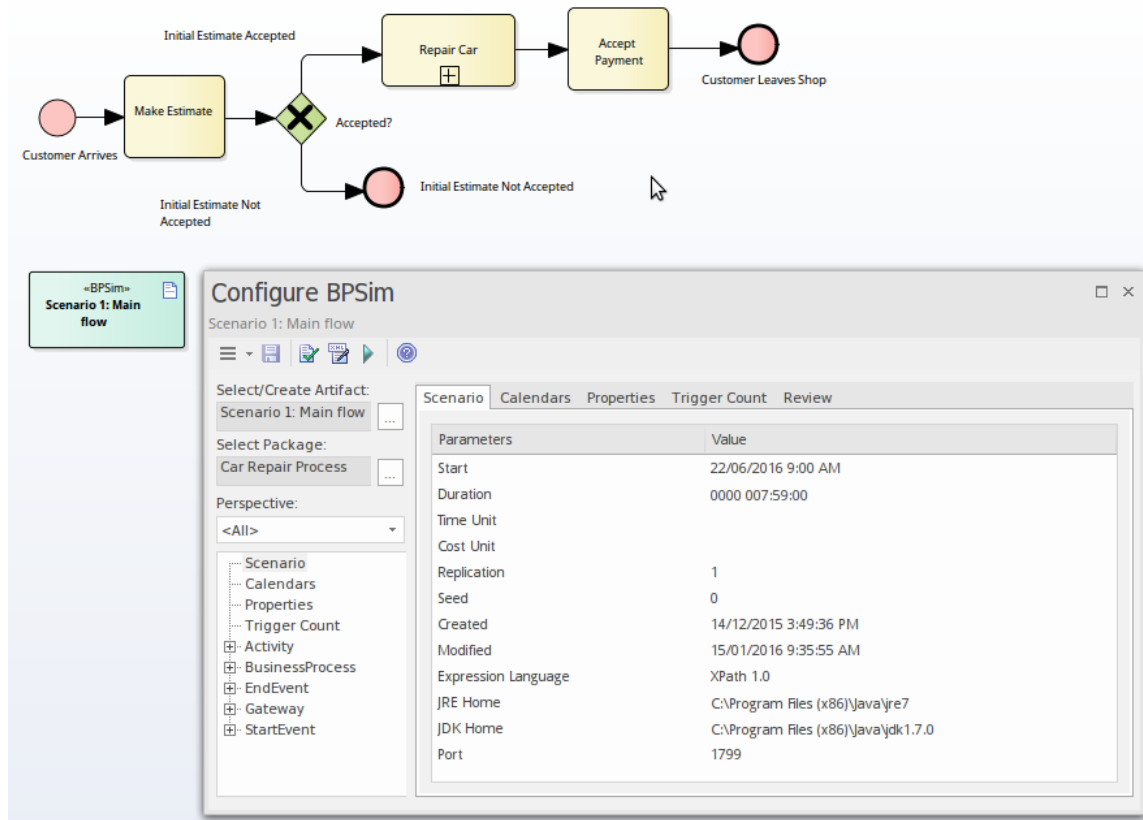 Initial Estimate Accepted
Repair Car
Accept
Payment
Customer Leaves Shop
Make Estimate
Accepted?
Customer Arrives
Initial Estimate Not Accepted
Initial Estimate Not
Accepted
«BPSim»
Scenario 1: Main
flow
Configure BPSim
Scenario 1: Main flow
Select/Create Artifact:
Scenario 1: Main flow ...
Select Package:
Car Repair Process ...
Perspective:
<All>
Scenario
Calendars
Properties
Trigger Count
Activity
BusinessProcess
EndEvent
Gateway
StartEvent
Scenario Calendars Properties Trigger Count Review
Parameters Value
Start 22/06/2016 9:00 AM
Duration 0000 007:59:00
Time Unit
Cost Unit
Replication 1
Seed 0
Created 14/12/2015 3:49:36 PM
Modified 15/01/2016 9:35:55 AM
Expression Language XPath 1.0
JRE Home C:\Program Files (x86)\Java\jre7
JDK Home C:\Program Files (x86)\Java\jdk1.7.0
Port 1799